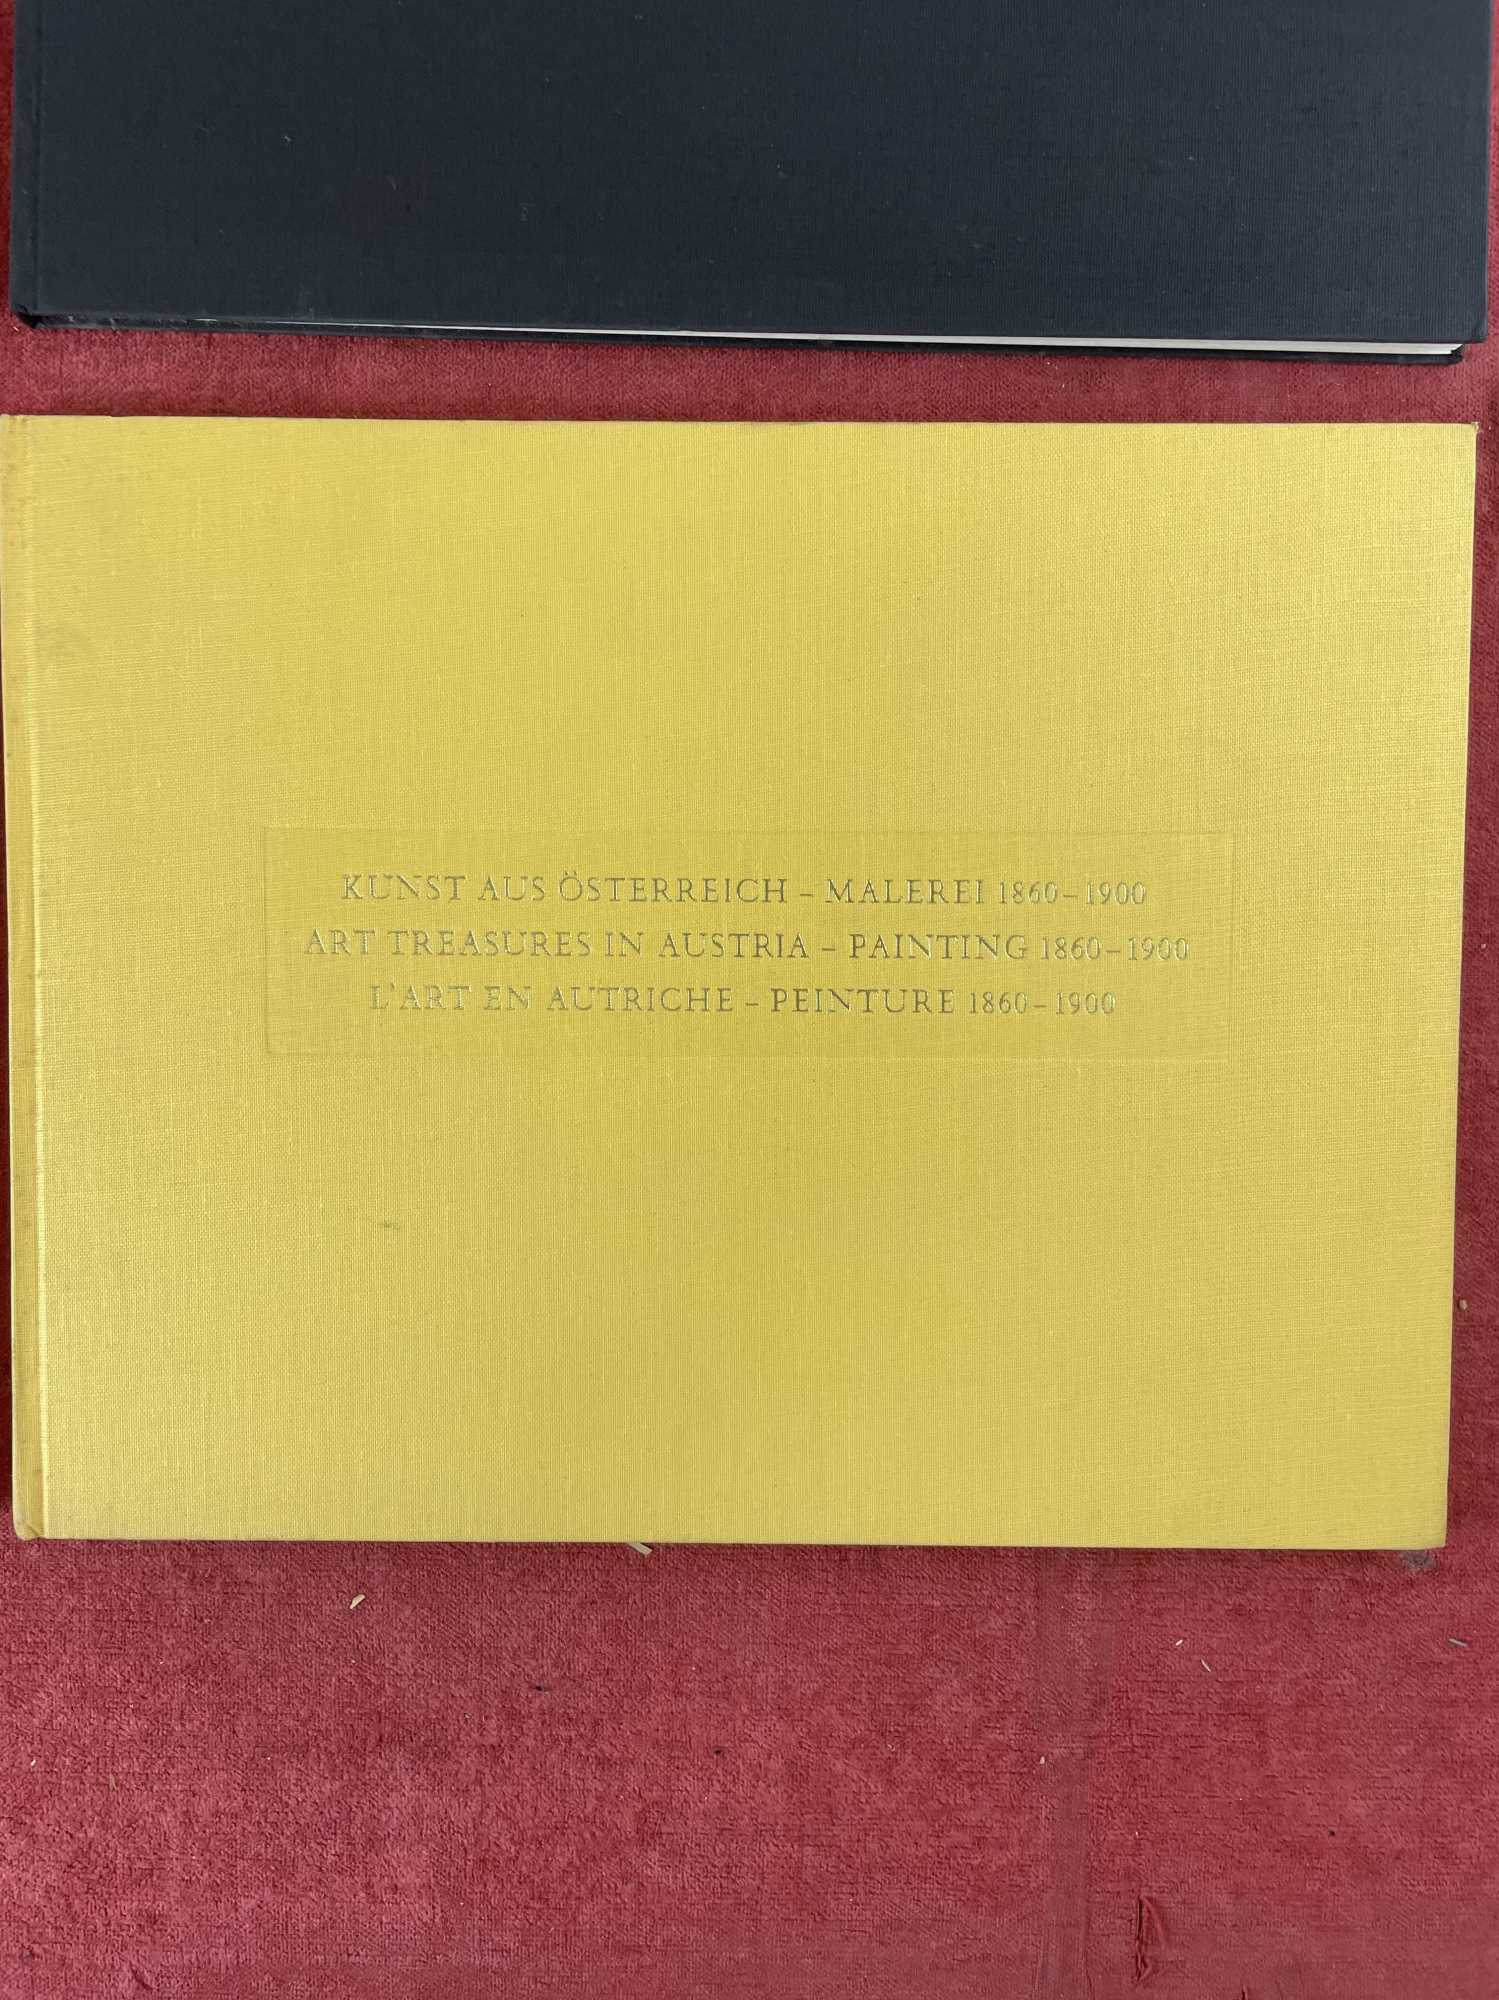 KUNST AUS ÖSTERREICH – MALEREI 1860–1900
ART TREASURES IN AUSTRIA – PAINTING 1860–1900
L'ART EN AUTRICHE – PEINTURE 1860–1900